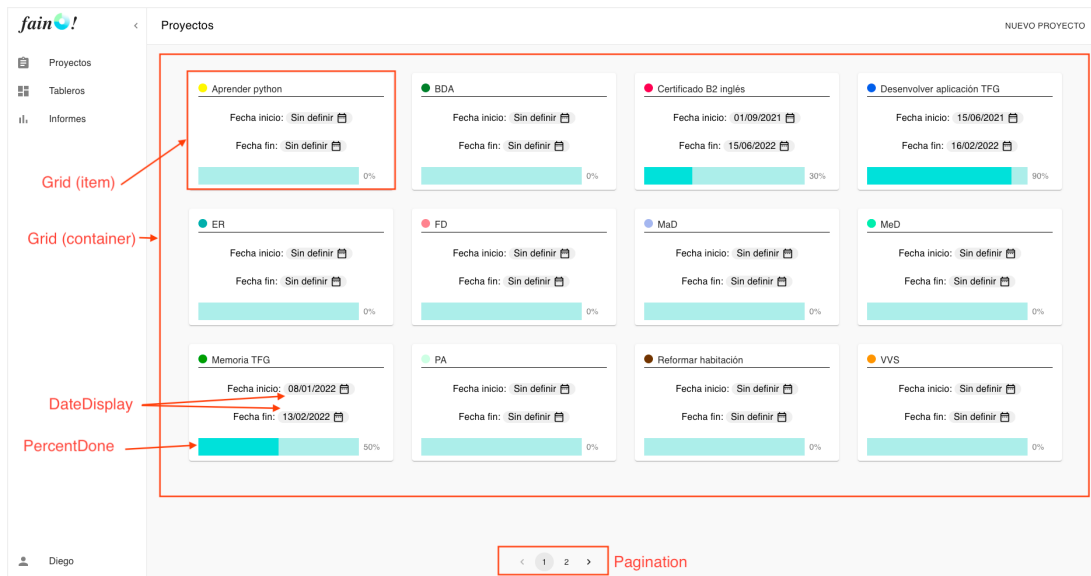 fain !
Proyectos
NUEVO PROYECTO
Proyectos
Tableros
Informes
Diego
Aprender python
Fecha inicio: Sin definir
Fecha fin: Sin definir
0%
BDA
Fecha inicio: Sin definir
Fecha fin: Sin definir
0%
Certificado B2 inglés
Fecha inicio: 01/09/2021
Fecha fin: 15/06/2022
30%
Desenvolver aplicación TFG
Fecha inicio: 15/06/2021
Fecha fin: 16/02/2022
90%
Grid (item)
Grid (container)
ER
Fecha inicio: Sin definir
Fecha fin: Sin definir
0%
FD
Fecha inicio: Sin definir
Fecha fin: Sin definir
0%
MaD
Fecha inicio: Sin definir
Fecha fin: Sin definir
0%
MeD
Fecha inicio: Sin definir
Fecha fin: Sin definir
0%
Memoria TFG
Fecha inicio: 08/01/2022
Fecha fin: 13/02/2022
50%
DateDisplay
PercentDone
PA
Fecha inicio: Sin definir
Fecha fin: Sin definir
0%
Reformar habitación
Fecha inicio: Sin definir
Fecha fin: Sin definir
0%
VVS
Fecha inicio: Sin definir
Fecha fin: Sin definir
0%
< 1 2 >
Pagination